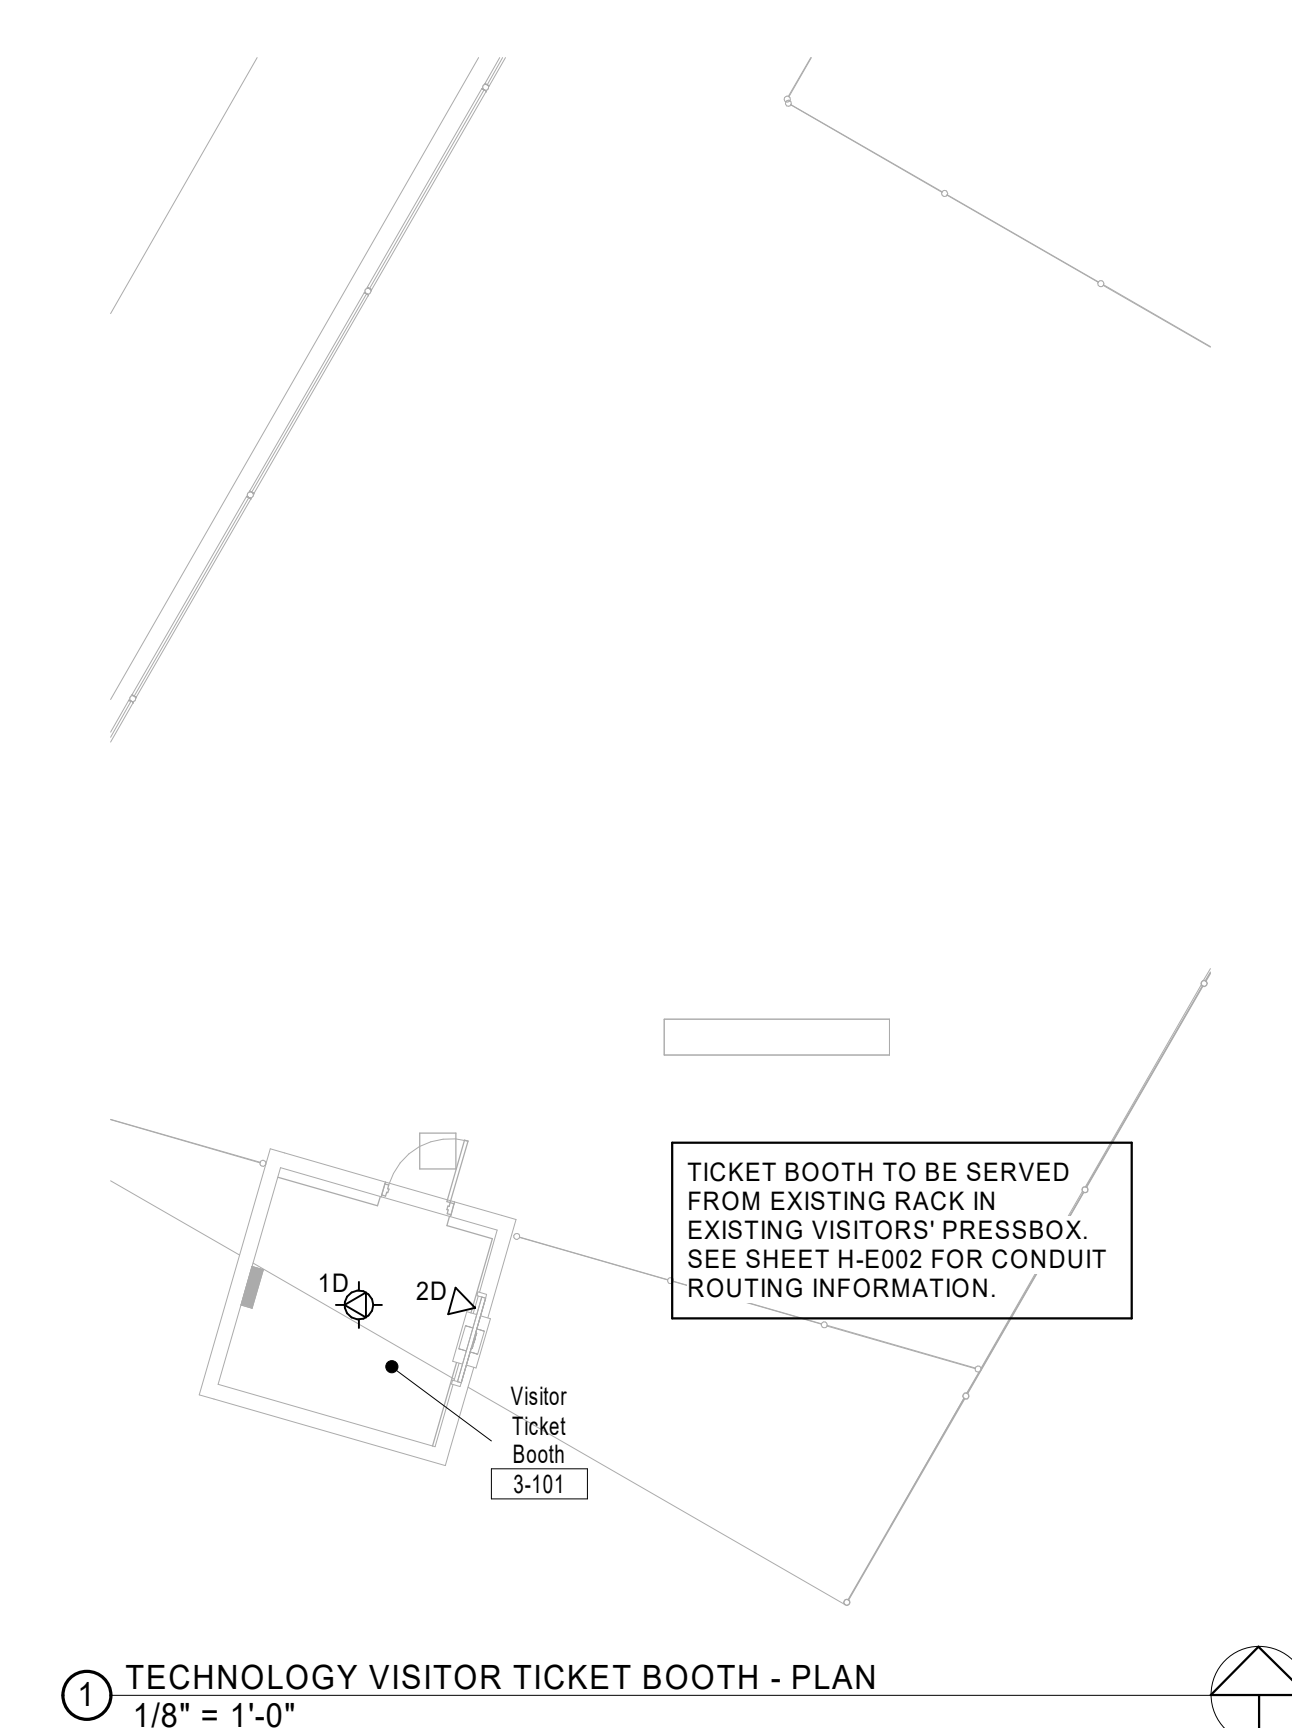 TICKET BOOTH TO BE SERVED
FROM EXISTING RACK IN
EXISTING VISITORS' PRESSBOX.
SEE SHEET H-E002 FOR CONDUIT
ROUTING INFORMATION.
1D
2D
Visitor
Ticket
Booth
3-101
1 TECHNOLOGY VISITOR TICKET BOOTH - PLAN
1/8" = 1'-0"